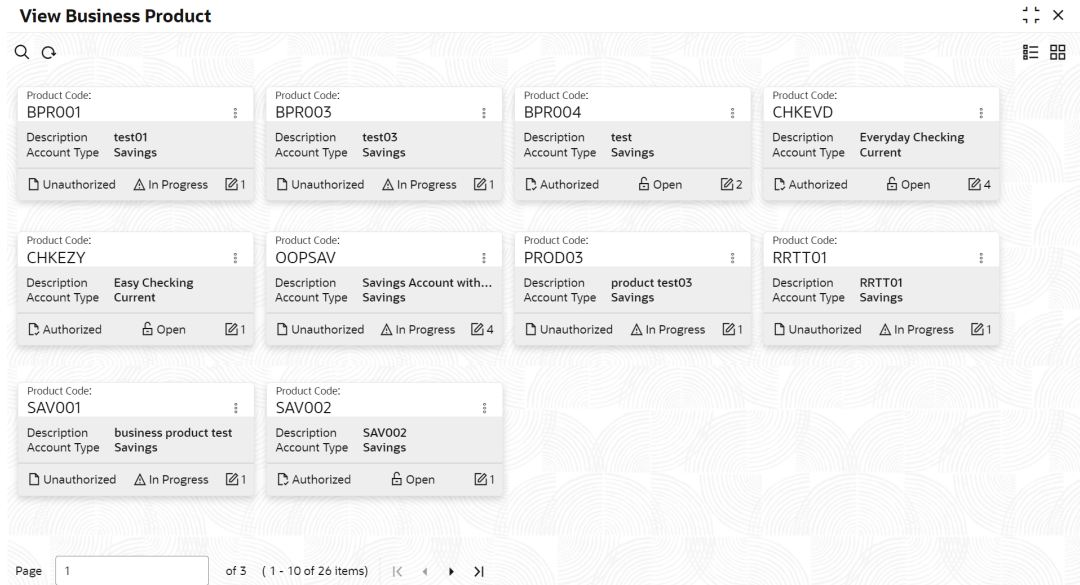 View Business Product
Product Code:
BPR001
Description test01
Account Type Savings
Unauthorized In Progress 1
Product Code:
BPR003
Description test03
Account Type Savings
Unauthorized In Progress 1
Product Code:
BPR004
Description test
Account Type Savings
Authorized Open 2
Product Code:
CHKEVD
Description Everyday Checking
Account Type Current
Authorized Open 4
Product Code:
CHKEZY
Description Easy Checking
Account Type Current
Authorized Open 1
Product Code:
OOPSAV
Description Savings Account with...
Account Type Savings
Unauthorized In Progress 4
Product Code:
PROD03
Description product test03
Account Type Savings
Unauthorized In Progress 1
Product Code:
RRTT01
Description RRTT01
Account Type Savings
Unauthorized In Progress 1
Product Code:
SAV001
Description business product test
Account Type Savings
Unauthorized In Progress 1
Product Code:
SAV002
Description SAV002
Account Type Savings
Authorized Open 1
Page 1 of 3 ( 1 - 10 of 26 items)